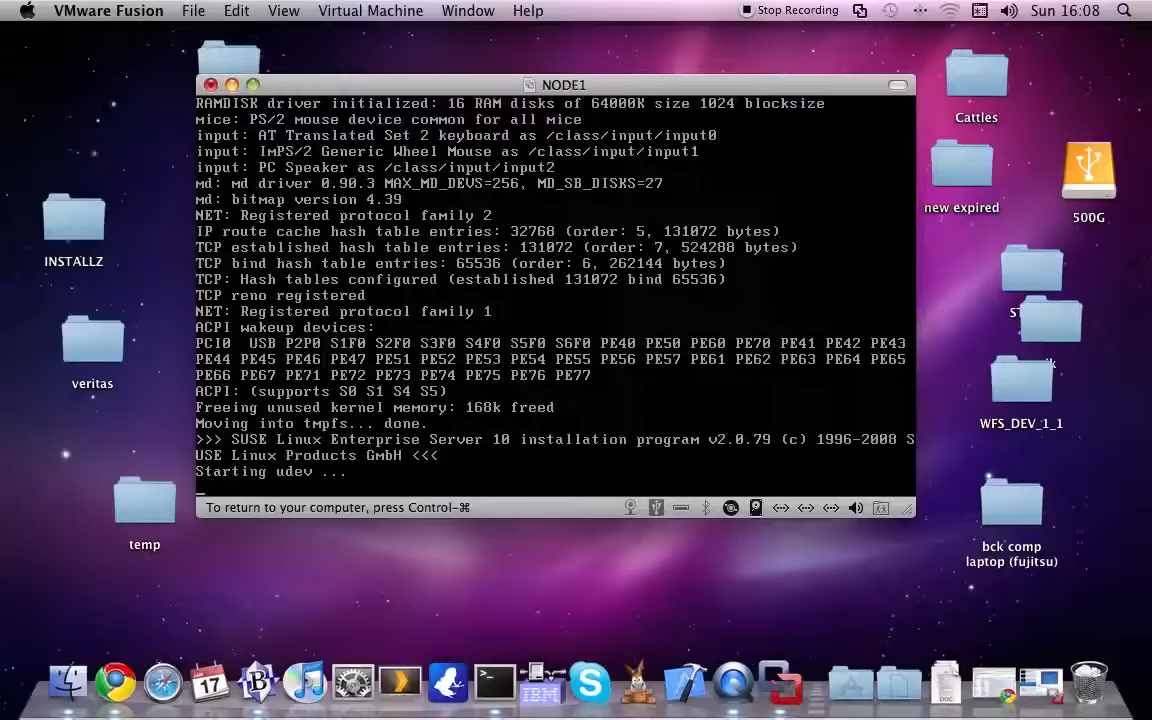 VMware Fusion File Edit View Virtual Machine Window Help Stop Recording Sun 16:08
NODE1
RAMDISK driver initialized: 16 RAM disks of 64000K size 1024 blocksize
mice: PS/2 mouse device common for all mice
input: AT Translated Set 2 keyboard as /class/input/input0
input: ImPS/2 Generic Wheel Mouse as /class/input/input1
input: PC Speaker as /class/input/input2
md: md driver 0.90.3 MAX_MD_DEVS=256, MD_SB_DISKS=27
md: bitmap version 4.39
NET: Registered protocol family 2
IP route cache hash table entries: 32768 (order: 5, 131072 bytes)
TCP established hash table entries: 131072 (order: 7, 524288 bytes)
TCP bind hash table entries: 65536 (order: 6, 262144 bytes)
TCP: Hash tables configured (established 131072 bind 65536)
TCP reno registered
NET: Registered protocol family 1
ACPI wakeup devices:
PCI0 USB P2P0 S1F0 S2F0 S3F0 S4F0 S5F0 S6F0 PE40 PE50 PE60 PE70 PE41 PE42 PE43
PE44 PE45 PE46 PE47 PE51 PE52 PE53 PE54 PE55 PE56 PE57 PE61 PE62 PE63 PE64 PE65
PE66 PE67 PE71 PE72 PE73 PE74 PE75 PE76 PE77
ACPI: (supports S0 S1 S4 S5)
Freeing unused kernel memory: 168k freed
Moving into tmpfs... done.
>>> SUSE Linux Enterprise Server 10 installation program v2.0.79 (c) 1996-2008 S
USE Linux Products GmbH <<<
Starting udev ...
To return to your computer, press Control-⌘
INSTALLZ
veritas
temp
Cattles
new expired
500G
WFS_DEV_1_1
bck comp
laptop (fujitsu)
JAN
17
DOC